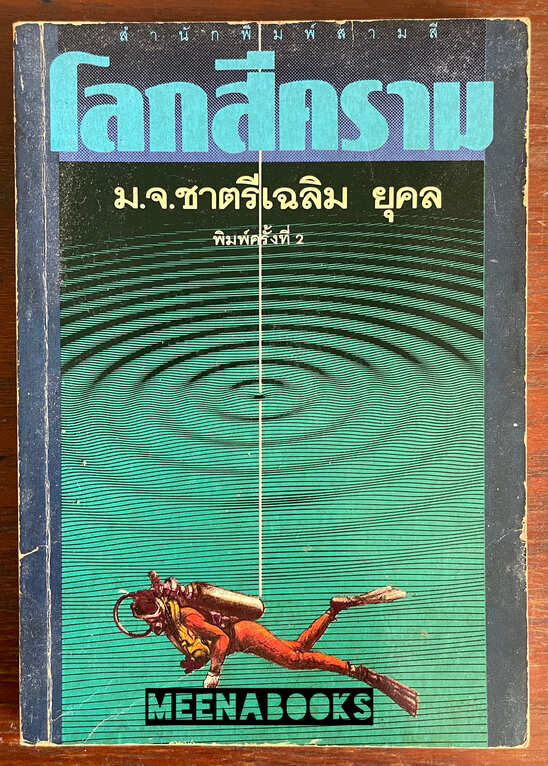 สำนักพิมพ์สามสี
โลกสีคราม
ม.จ.ชาตรีเฉลิม ยุคล
พิมพ์ครั้งที่ 2
MEENABOOKS